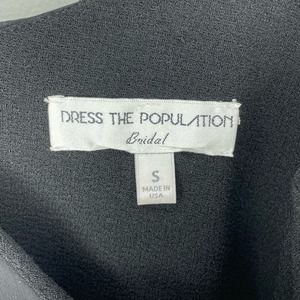 DRESS THE POPULATION
Bridal
S
MADE IN
USA